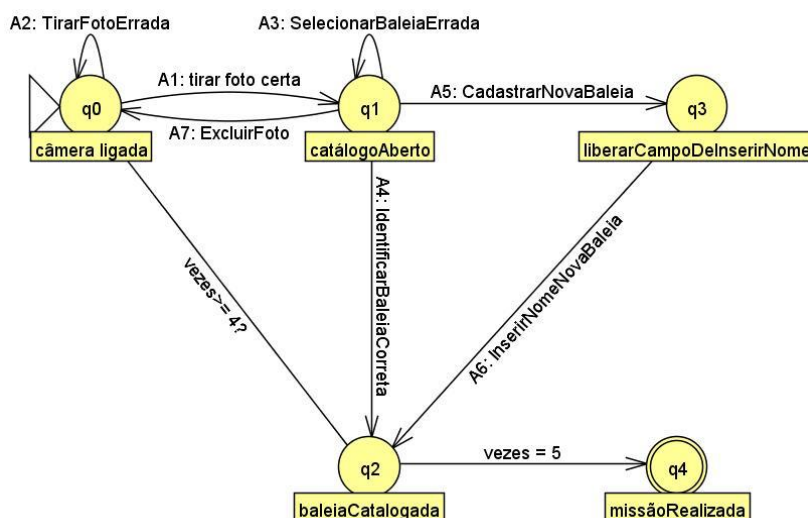 A2: TirarFotoErrada
A3: SelecionarBaleiaErrada
A1: tirar foto certa
A5: CadastrarNovaBaleia
q0
q1
q3
A7: ExcluirFoto
câmera ligada
catálogoAberto
liberarCampoDeInserirNome
A4: IdentificarBaleiaCorreta
vezes>= 4?
A6: InserirNomeNovaBaleia
vezes = 5
q2
q4
baleiaCatalogada
missãoRealizada